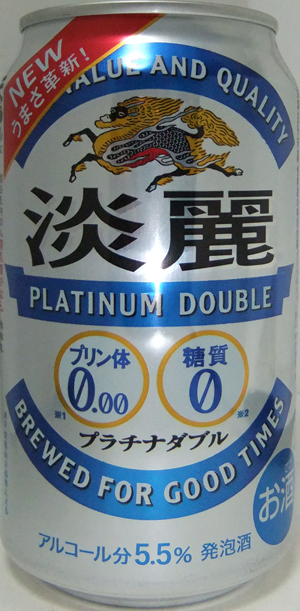 NEW
うまさ革新!
VALUE AND QUALITY
淡麗
PLATINUM DOUBLE
プリン体
0.00
※1
糖質
0
※2
プラチナダブル
BREWED FOR GOOD TIMES
お酒
アルコール分5.5% 発泡酒